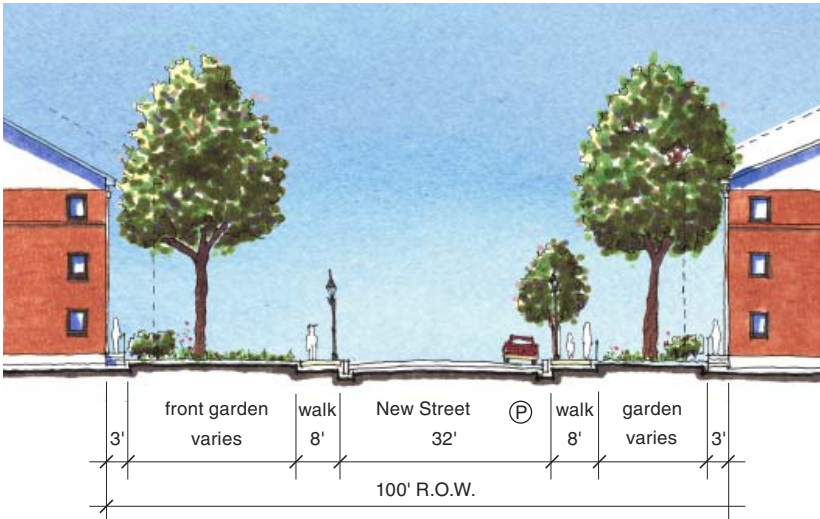 front garden walk New Street P walk garden
3' varies 8' 32' 8' varies 3'
100' R.O.W.